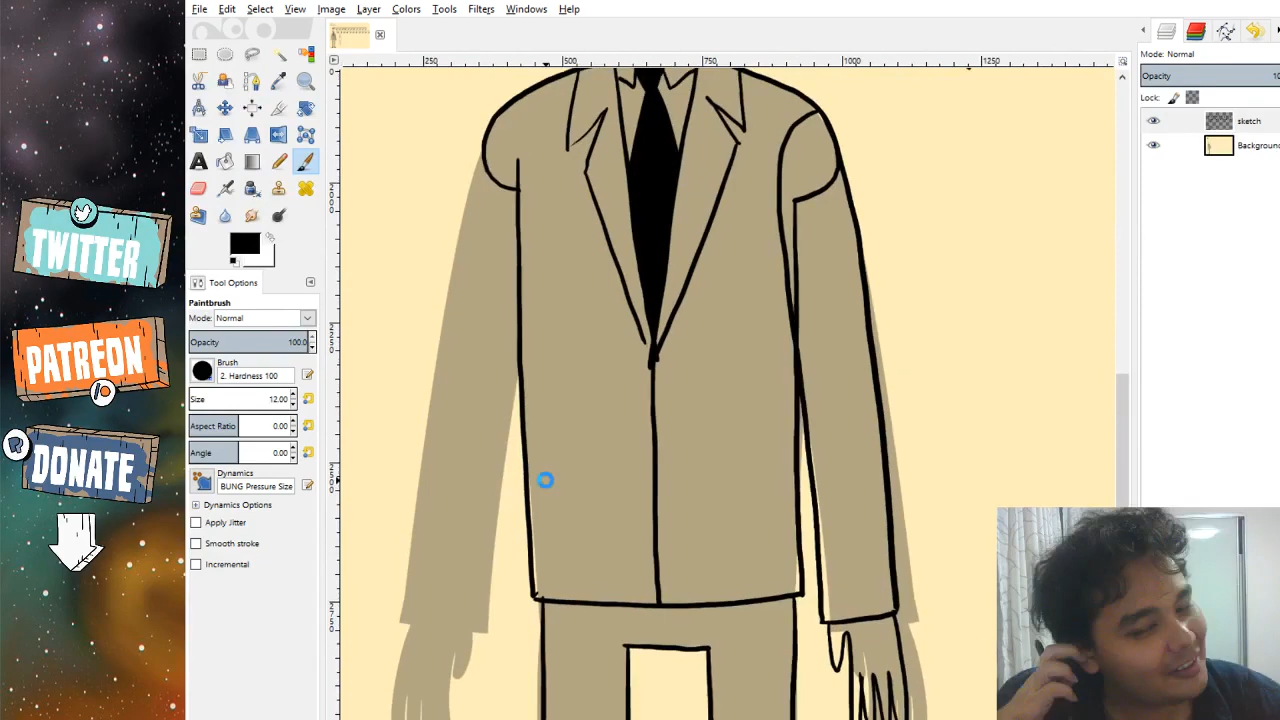 File Edit Select View Image Layer Colors Tools Filters Windows Help
Mode: Normal
Opacity 10
Lock:
sketch
Background
250 500 750 1000 1250
TWITTER
PATREON
DONATE
Tool Options
Paintbrush
Mode: Normal
Opacity 100.0
Brush
2. Hardness 100
Size 12.00
Aspect Ratio 0.00
Angle 0.00
Dynamics
BUNG Pressure Size
Dynamics Options
Apply Jitter
Smooth stroke
Incremental